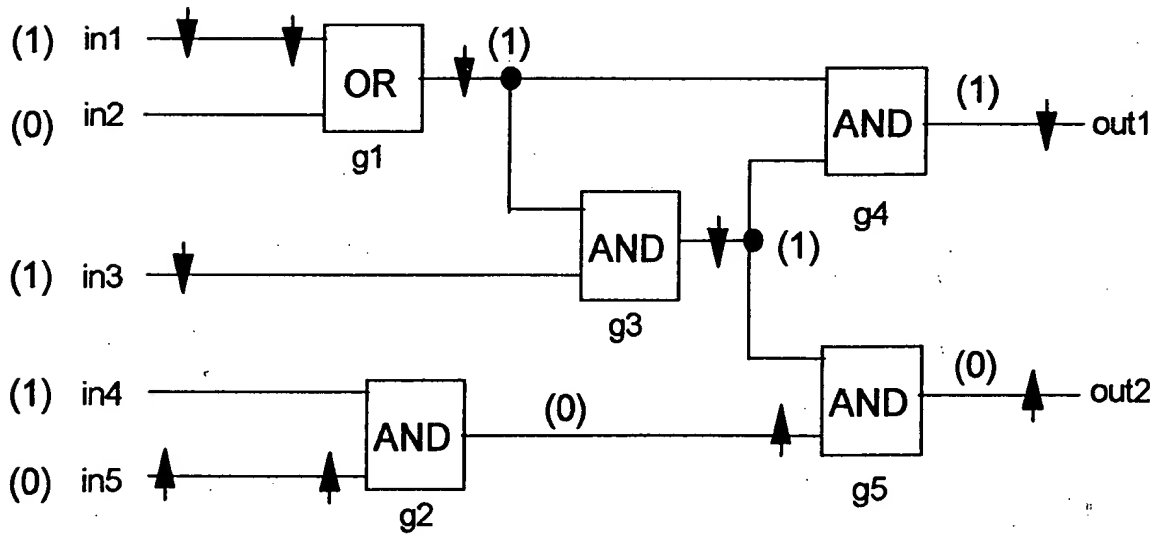 (1) in1
(1)
OR
(0) in2
g1
(1)
AND
out1
g4
AND
(1)
(1) in3
g3
(1) in4
(0)
(0)
AND
out2
AND
(0) in5
g5
g2